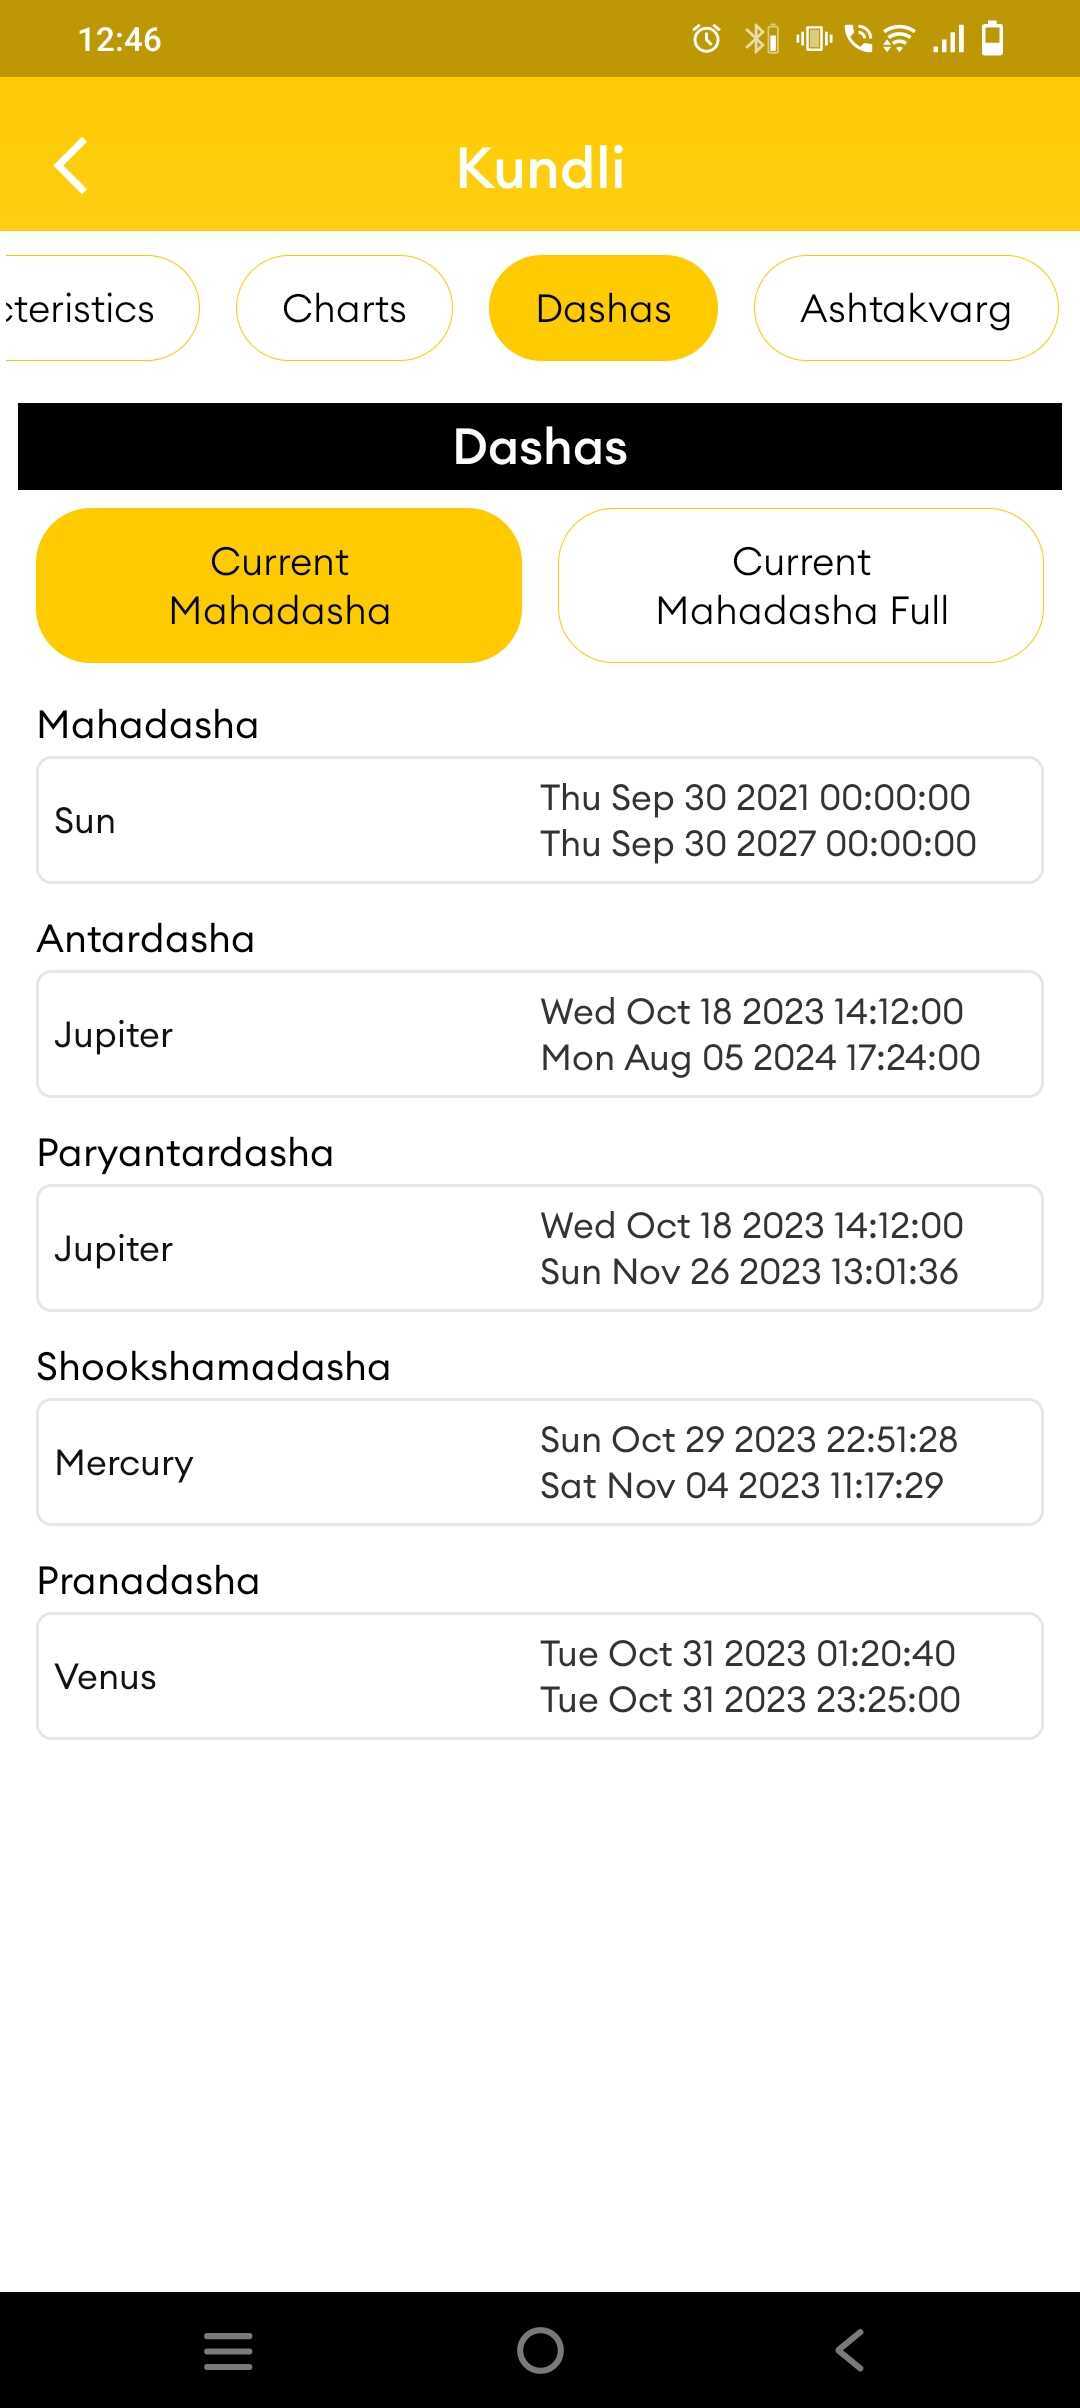 12:46
Kundli
cteristics
Charts
Dashas
Ashtakvarg
Dashas
Current
Mahadasha
Current
Mahadasha Full
Mahadasha
Sun
Thu Sep 30 2021 00:00:00
Thu Sep 30 2027 00:00:00
Antardasha
Jupiter
Wed Oct 18 2023 14:12:00
Mon Aug 05 2024 17:24:00
Paryantardasha
Jupiter
Wed Oct 18 2023 14:12:00
Sun Nov 26 2023 13:01:36
Shookshamadasha
Mercury
Sun Oct 29 2023 22:51:28
Sat Nov 04 2023 11:17:29
Pranadasha
Venus
Tue Oct 31 2023 01:20:40
Tue Oct 31 2023 23:25:00